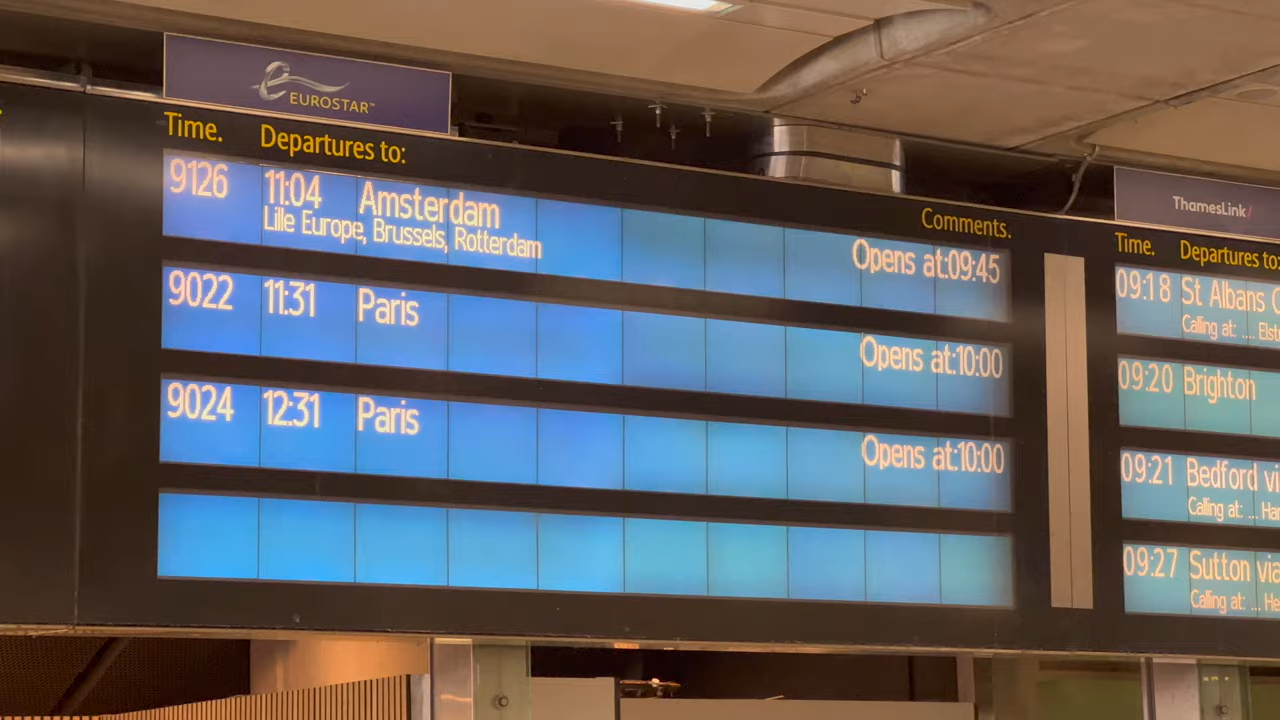 EUROSTAR™
Time. Departures to:
Comments.
9126 11:04 Amsterdam
Lille Europe, Brussels, Rotterdam
Opens at:09:45
9022 11:31 Paris
Opens at:10:00
9024 12:31 Paris
Opens at:10:00
ThamesLink/
Time. Departures to:
09:18 St Albans
Calling at: ....
09:20 Brighton
09:21 Bedford
Calling at: ...
09:27 Sutton via
Calling at: ...